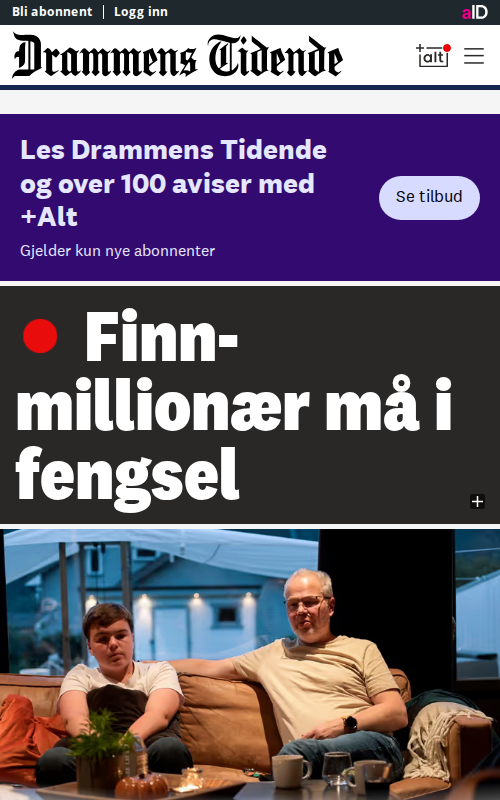 Bli abonnent
Logg inn
aID
Drammens Tidende
+alt
Les Drammens Tidende
og over 100 aviser med
+Alt
Gjelder kun nye abonnenter
Se tilbud
Finn-
millionær må i
fengsel
+